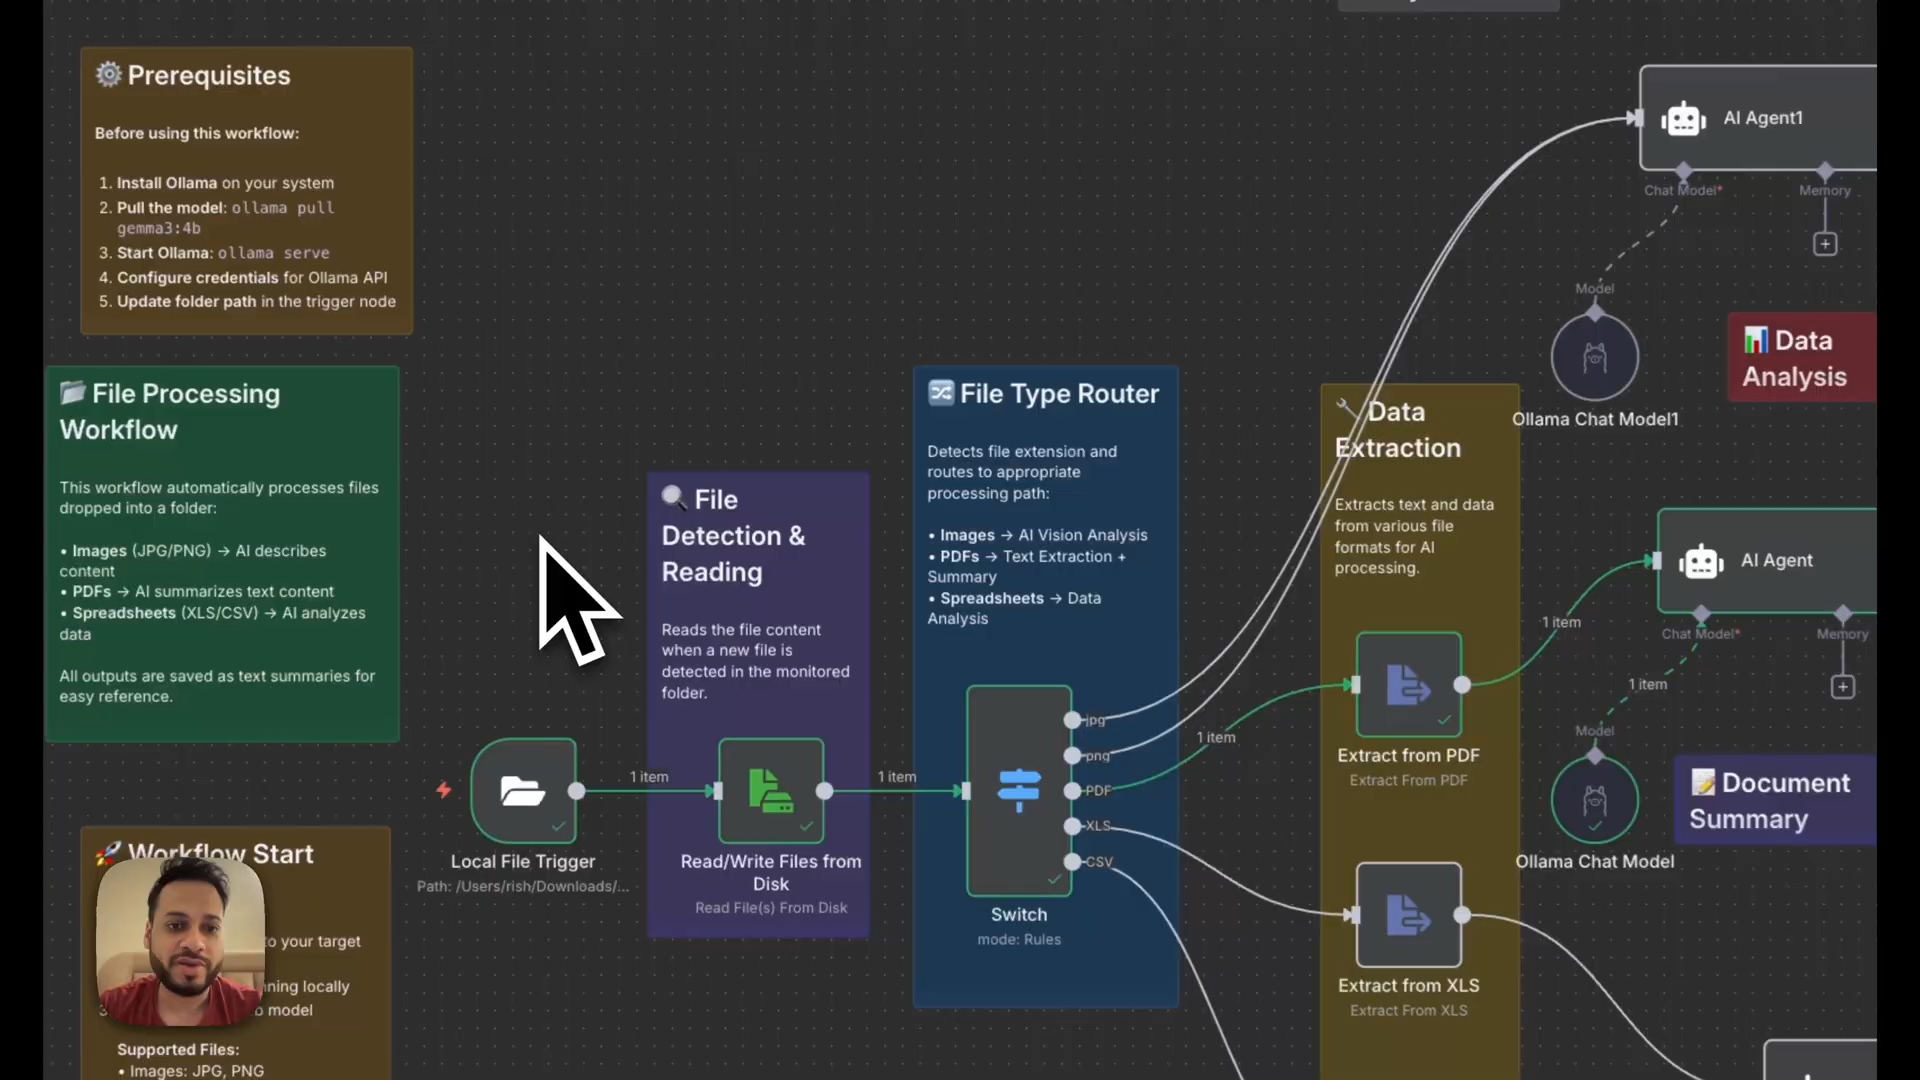 Prerequisites
Before using this workflow:
1. Install Ollama on your system
2. Pull the model: ollama pull
gemma3:4b
3. Start Ollama: ollama serve
4. Configure credentials for Ollama API
5. Update folder path in the trigger node
File Processing
Workflow
This workflow automatically processes files
dropped into a folder:
• Images (JPG/PNG) → AI describes
content
• PDFs → AI summarizes text content
• Spreadsheets (XLS/CSV) → AI analyzes
data
All outputs are saved as text summaries for
easy reference.
Workflow Start
to your target
locally
3.
model
Supported Files:
• Images: JPG, PNG
Local File Trigger
Path: /Users/rish/Downloads/...
1 item
File
Detection &
Reading
Reads the file content
when a new file is
detected in the monitored
folder.
Read/Write Files from
Disk
Read File(s) From Disk
1 item
File Type Router
Detects file extension and
routes to appropriate
processing path:
• Images → AI Vision Analysis
• PDFs → Text Extraction +
Summary
• Spreadsheets → Data
Analysis
jpg
png
PDF
XLS
CSV
Switch
mode: Rules
1 item
Data
Extraction
Extracts text and data
from various file
formats for AI
processing.
Extract from PDF
Extract From PDF
Extract from XLS
Extract From XLS
AI Agent1
Chat Model*
Memory
Model
Ollama Chat Model1
Data
Analysis
1 item
AI Agent
Chat Model*
Memory
1 item
Model
Ollama Chat Model
Document
Summary